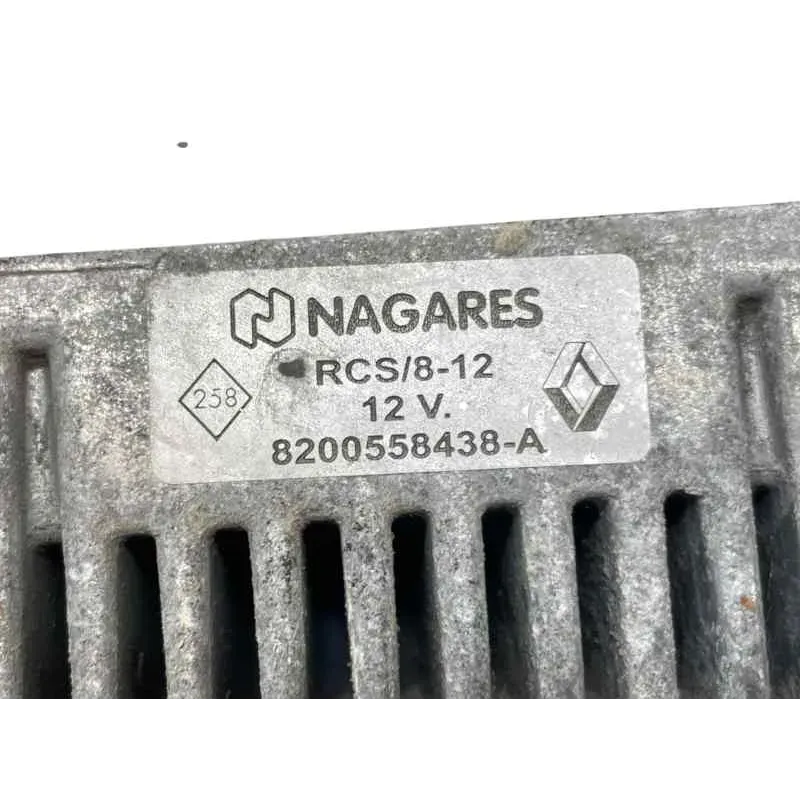 NAGARES
RCS/8-12
258
12 V.
8200558438-A